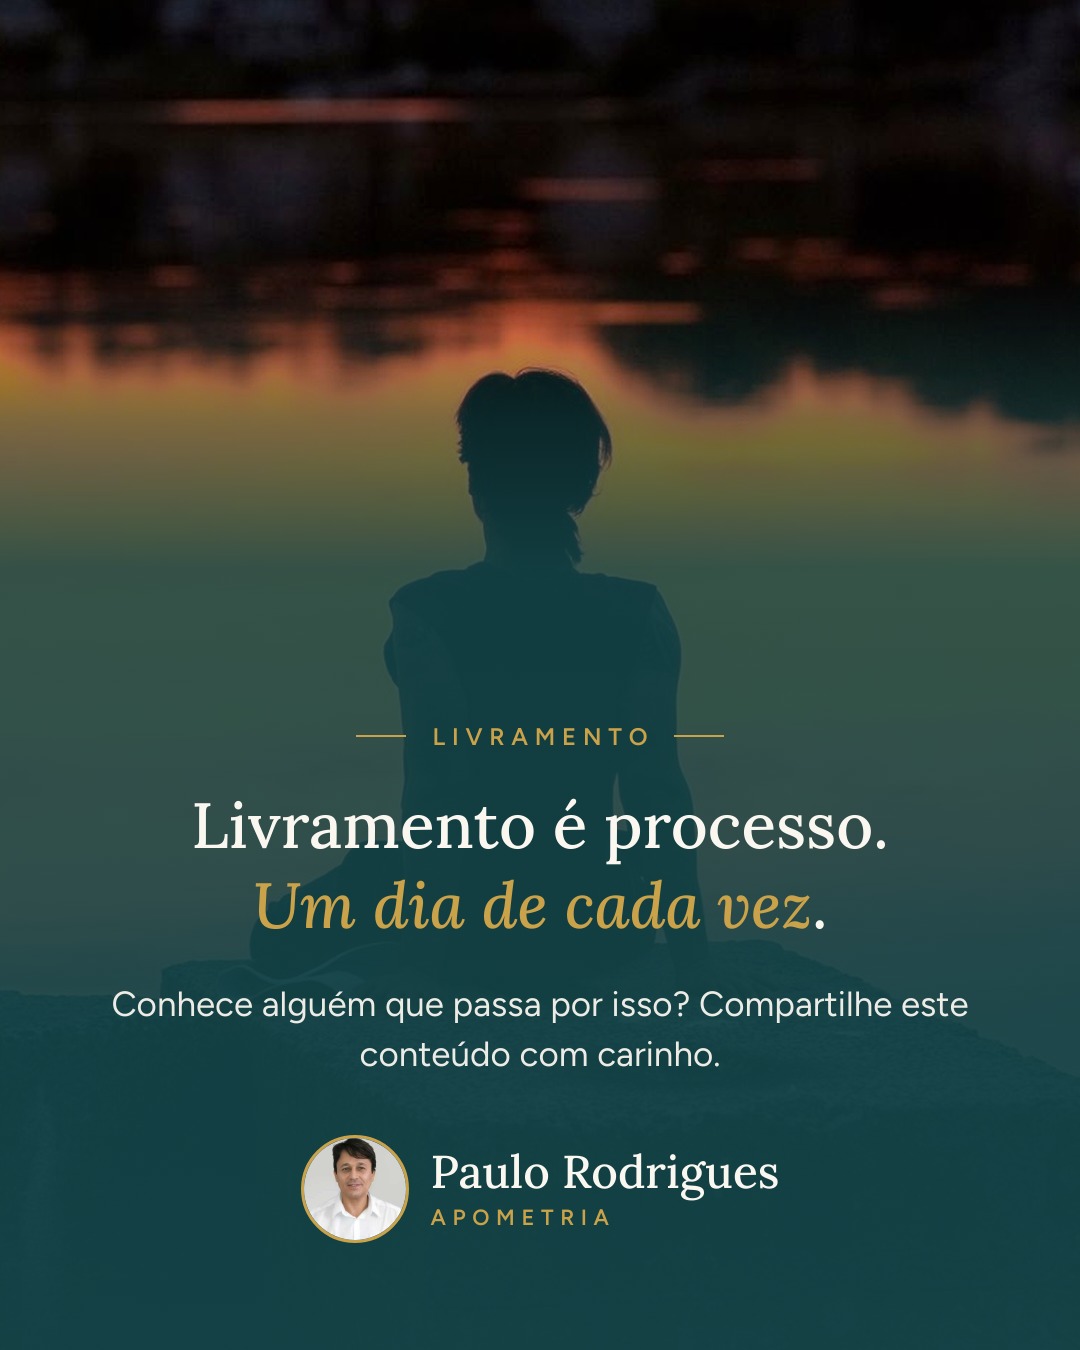 LIVRAMENTO
Livramento é processo.
Um dia de cada vez.
Conhece alguém que passa por isso? Compartilhe este
conteúdo com carinho.
Paulo Rodrigues
APOMETRIA